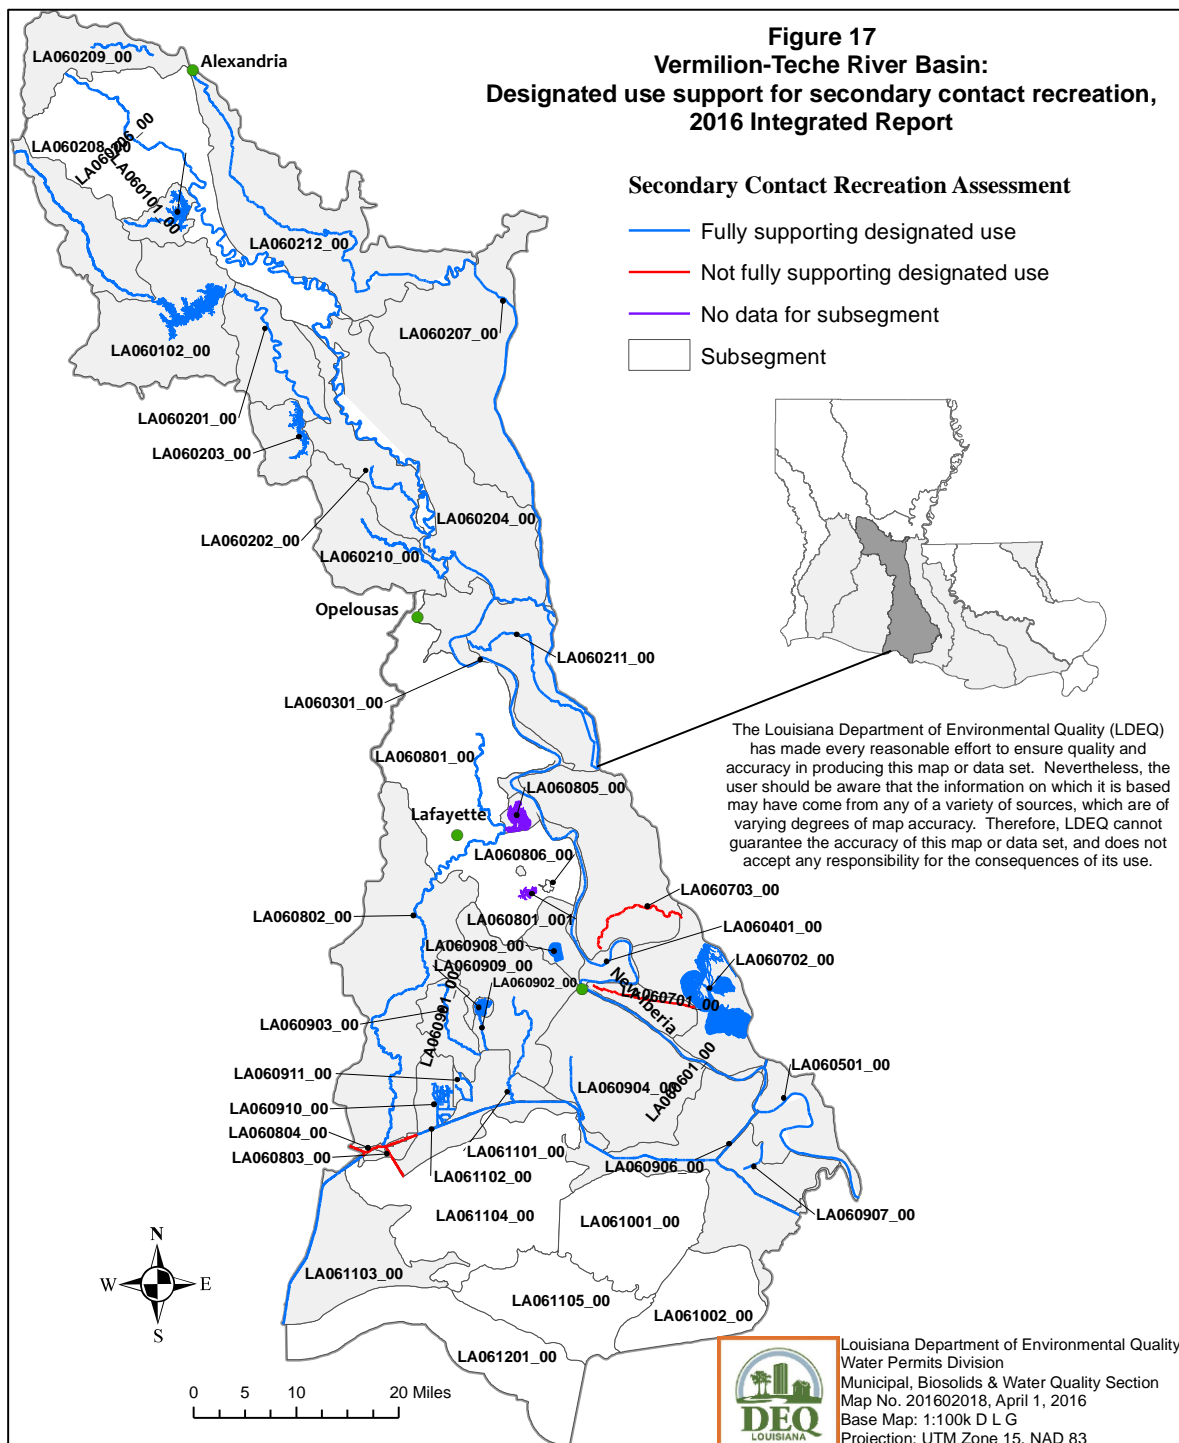 Figure 17
Vermilion-Teche River Basin:
Designated use support for secondary contact recreation,
2016 Integrated Report
Secondary Contact Recreation Assessment
Fully supporting designated use
Not fully supporting designated use
No data for subsegment
Subsegment
LA060209_00
Alexandria
LA060208_00
LA060206_00
LA060101_00
LA060212_00
LA060207_00
LA060102_00
LA060201_00
LA060203_00
LA060204_00
LA060202_00
LA060210_00
Opelousas
LA060211_00
LA060301_00
The Louisiana Department of Environmental Quality (LDEQ)
has made every reasonable effort to ensure quality and
accuracy in producing this map or data set. Nevertheless, the
user should be aware that the information on which it is based
may have come from any of a variety of sources, which are of
varying degrees of map accuracy. Therefore, LDEQ cannot
guarantee the accuracy of this map or data set, and does not
accept any responsibility for the consequences of its use.
LA060801_00
LA060805_00
Lafayette
LA060806_00
LA060703_00
LA060802_00
LA060801_001
LA060401_00
LA060908_00
LA060702_00
LA060909_00
LA060902_00
New Iberia
LA060701_00
LA060903_00
LA060901_00
LA060911_00
LA060904_00
LA060601_00
LA060501_00
LA060910_00
LA060804_00
LA060803_00
LA061101_00
LA060906_00
LA061102_00
LA061104_00
LA061001_00
LA060907_00
LA061103_00
LA061105_00
LA061002_00
LA061201_00
N
W
E
S
0 5 10 20 Miles
DEQ
LOUISIANA
Louisiana Department of Environmental Quality
Water Permits Division
Municipal, Biosolids & Water Quality Section
Map No. 201602018, April 1, 2016
Base Map: 1:100k D L G
Projection: UTM Zone 15, NAD 83